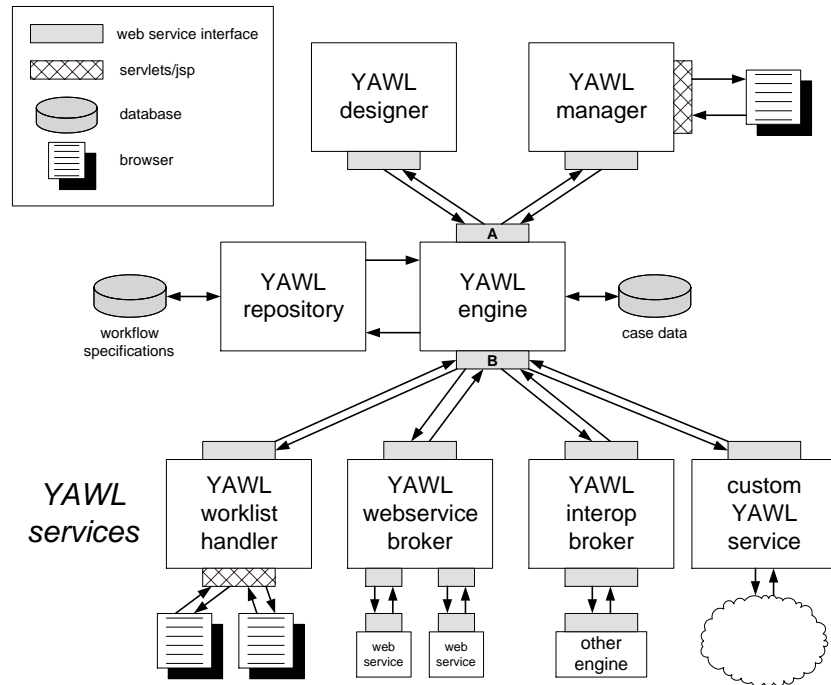 web service interface
servlets/jsp
database
browser
YAWL
designer
YAWL
manager
A
YAWL
repository
YAWL
engine
workflow
specifications
case data
B
YAWL
services
YAWL
worklist
handler
YAWL
webservice
broker
YAWL
interop
broker
custom
YAWL
service
web
service
web
service
other
engine